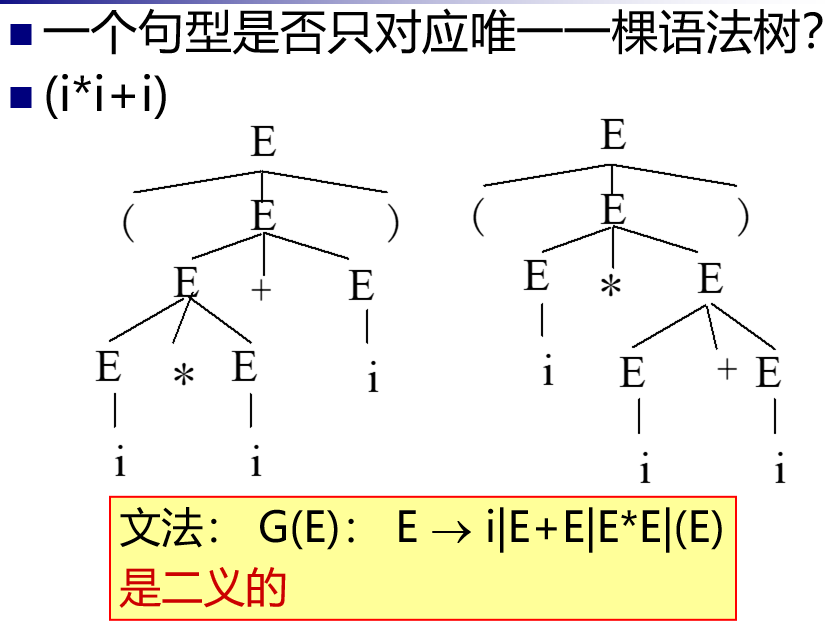 一个句型是否只对应唯一一棵语法树?
(i*i+i)
E E
( E ) ( E )
E + E E * E
E * E i i E + E
i i i i
文法： G(E)： E → i|E+E|E*E|(E)
是二义的